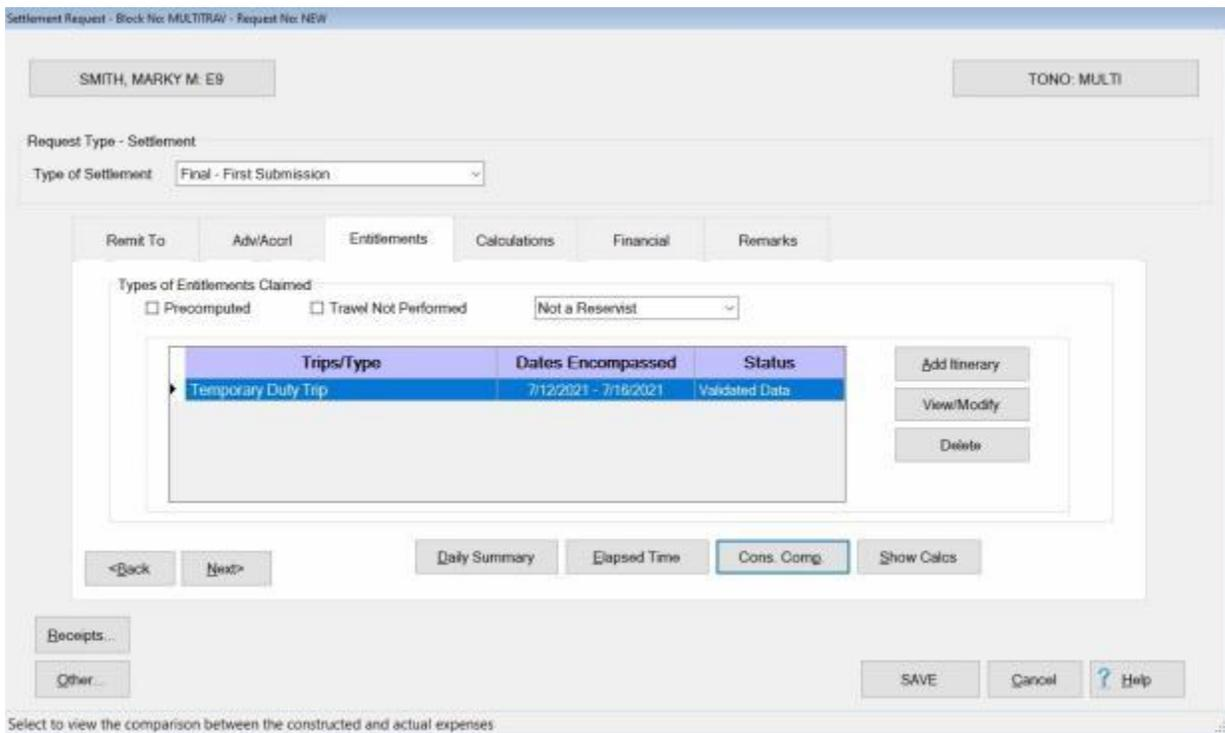 Settlement Request - Block No: MULTITRAV - Request No: NEW
SMITH, MARKY M: E9
TONO: MULTI
Request Type - Settlement
Type of Settlement Final - First Submission
Remit To Adv/Accrl Entitlements Calculations Financial Remarks
Types of Entitlements Claimed
Precomputed Travel Not Performed Not a Reservist
Trips/Type Dates Encompassed Status
Temporary Duty Trip 7/12/2021 - 7/16/2021 Validated Data
Add Itinerary
View/Modify
Delete
<Back Next> Daily Summary Elapsed Time Cons. Comp. Show Calcs
Receipts...
Other...
SAVE Cancel ? Help
Select to view the comparison between the constructed and actual expenses